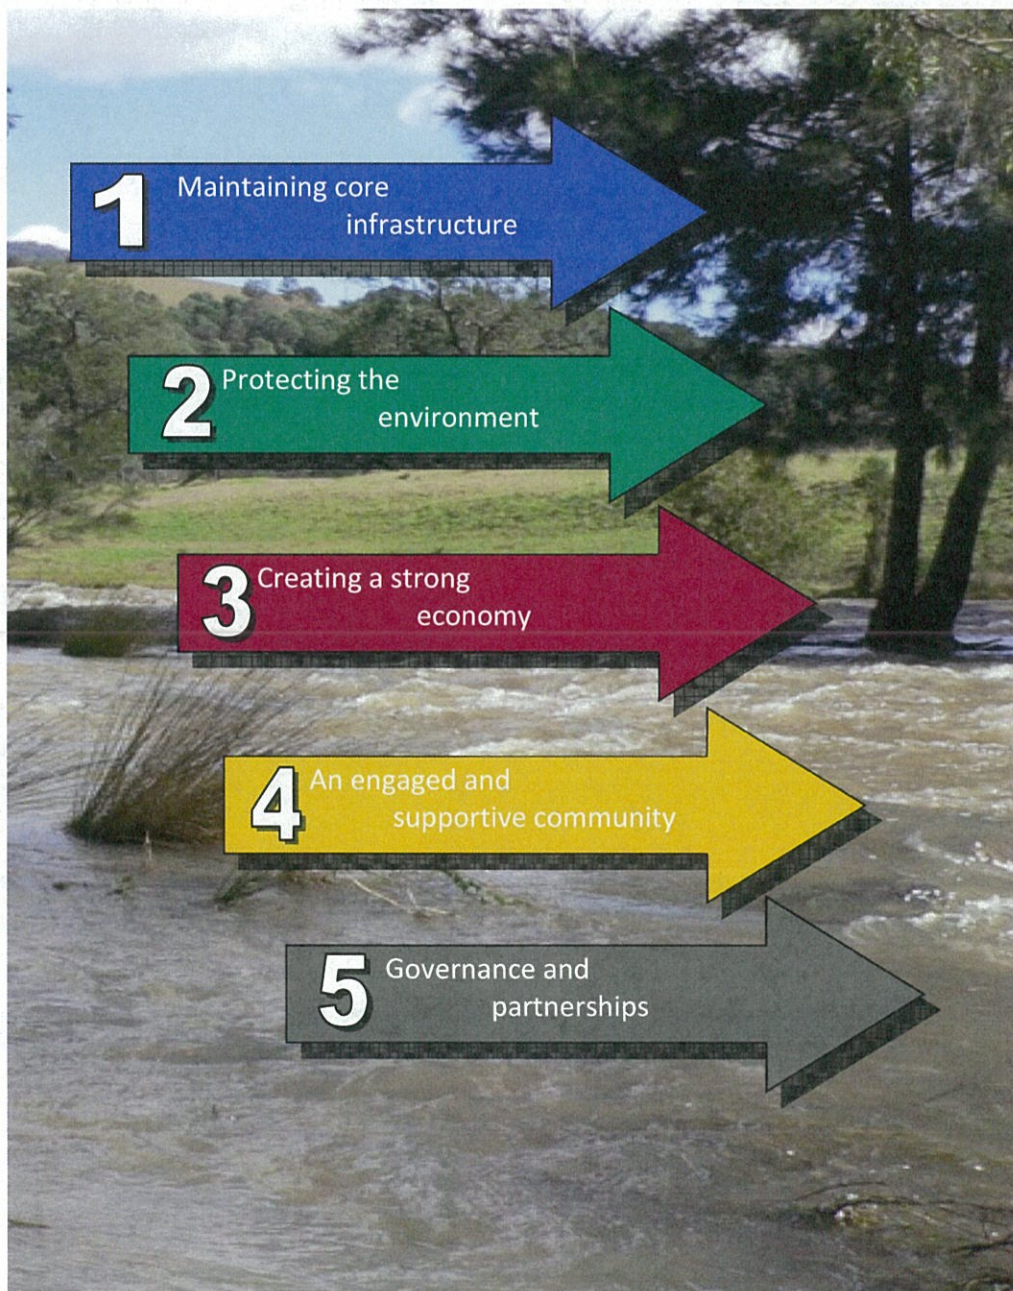 1 Maintaining core
infrastructure
2 Protecting the
environment
3 Creating a strong
economy
4 An engaged and
supportive community
5 Governance and
partnerships